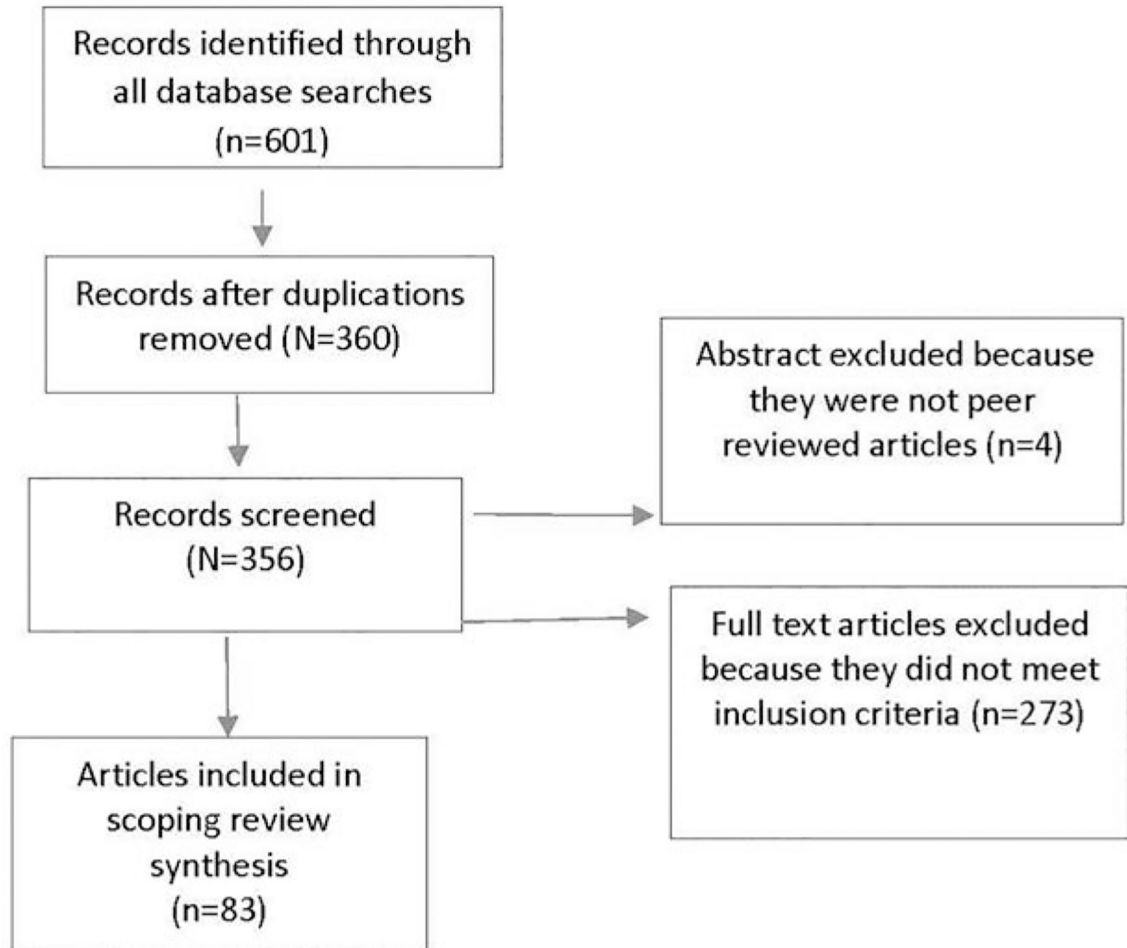 Records identified through
all database searches
(n=601)
Records after duplications
removed (N=360)
Abstract excluded because
they were not peer
reviewed articles (n=4)
Records screened
(N=356)
Full text articles excluded
because they did not meet
inclusion criteria (n=273)
Articles included in
scoping review
synthesis
(n=83)